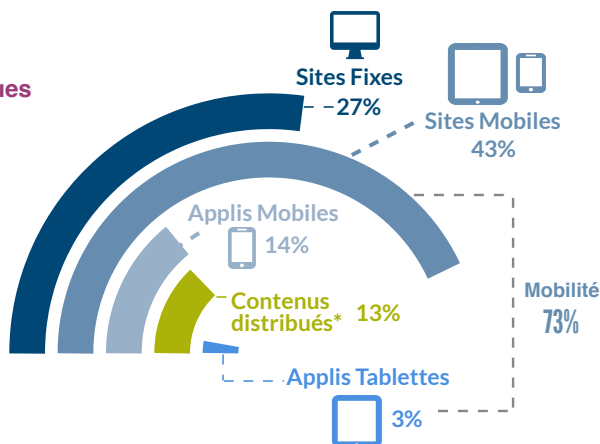 ues
Sites Fixes
27%
Sites Mobiles
43%
Applis Mobiles
14%
Contenus
distribués* 13%
Mobilité
73%
Applis Tablettes
3%